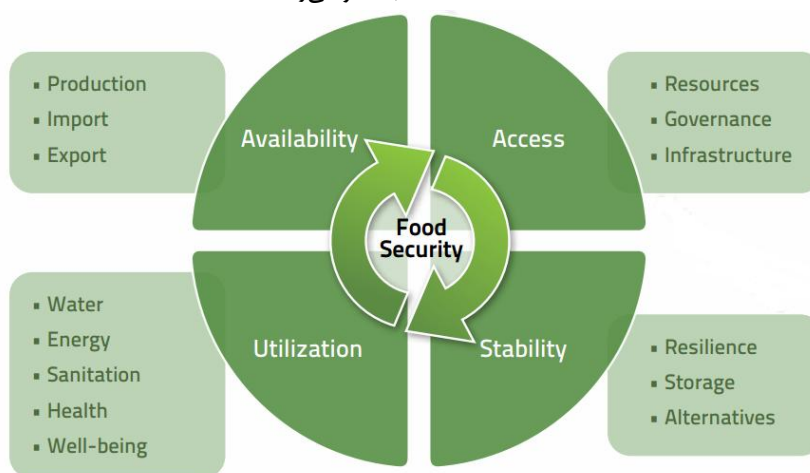 ▪ Production
▪ Import
▪ Export
Availability
Access
▪ Resources
▪ Governance
▪ Infrastructure
Food
Security
▪ Water
▪ Energy
▪ Sanitation
▪ Health
▪ Well-being
Utilization
Stability
▪ Resilience
▪ Storage
▪ Alternatives